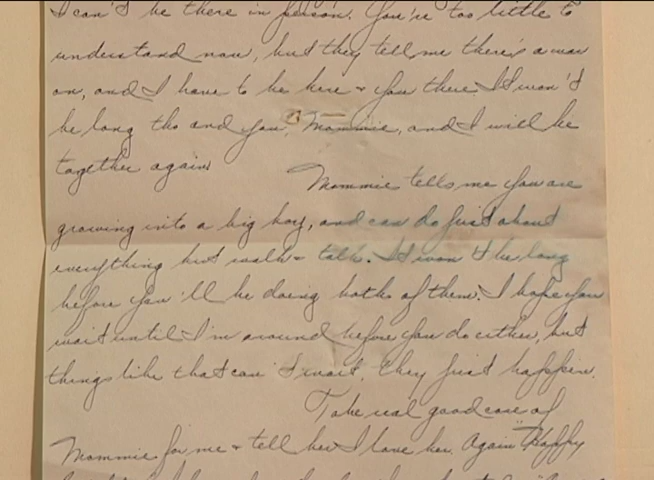 I can't be there in person. You're too little to
understand now, but they tell me there's a war
on, and I have to be here + you there. It won't
be long tho and you, Mommie, and I will be
together again
Mommie tells me you are
growing into a big boy, and can do just about
everything but walk + talk. It won't be long
before you'll be doing both of them. I hope you
wait until I'm around before you do either, but
things like that can't wait, they just happen.
Take real good care of
Mommie for me + tell her I love her. Again "Happy